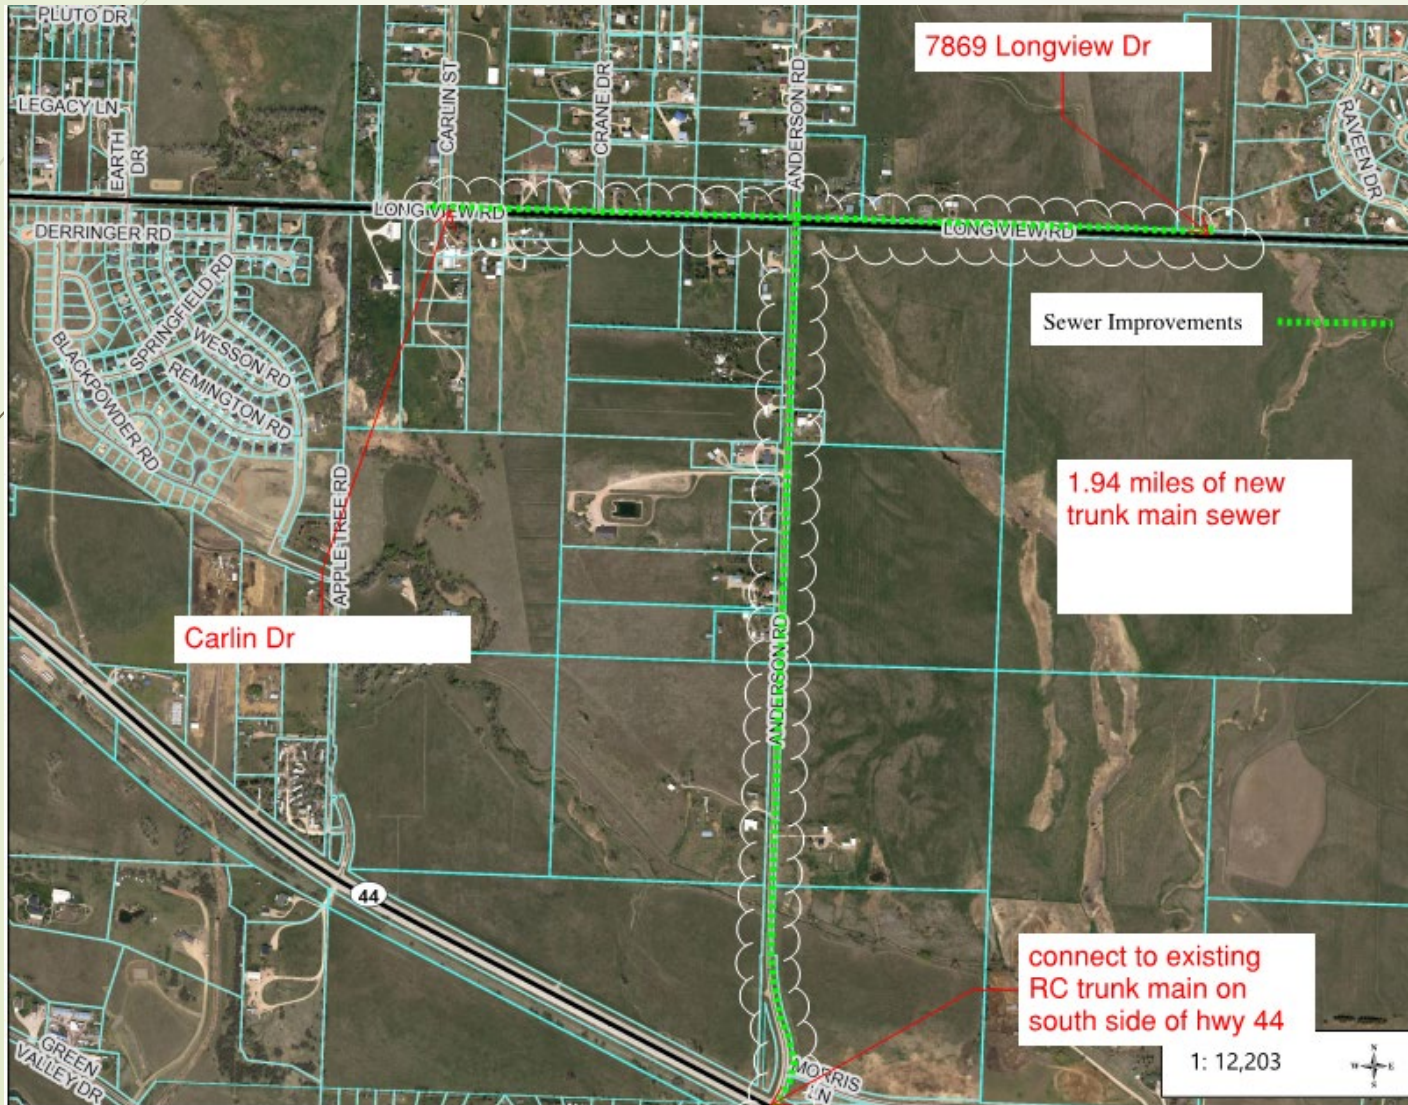 PLUTO DR
7869 Longview Dr
LEGACY LN
EARTH
DR
CARLIN ST
CRANE DR
ANDERSON RD
RAVEEN DR
LONGVIEW RD
LONGVIEW RD
DERRINGER RD
SPRINGFIELD RD
WESSON RD
REMINGTON RD
BLACKPOWDER RD
Sewer Improvements
1.94 miles of new
trunk main sewer
APPLE TREE RD
Carlin Dr
ANDERSON RD
44
connect to existing
RC trunk main on
south side of hwy 44
GREEN
VALLEY DR
MORRIS
LN
1: 12,203
N
W
E
S